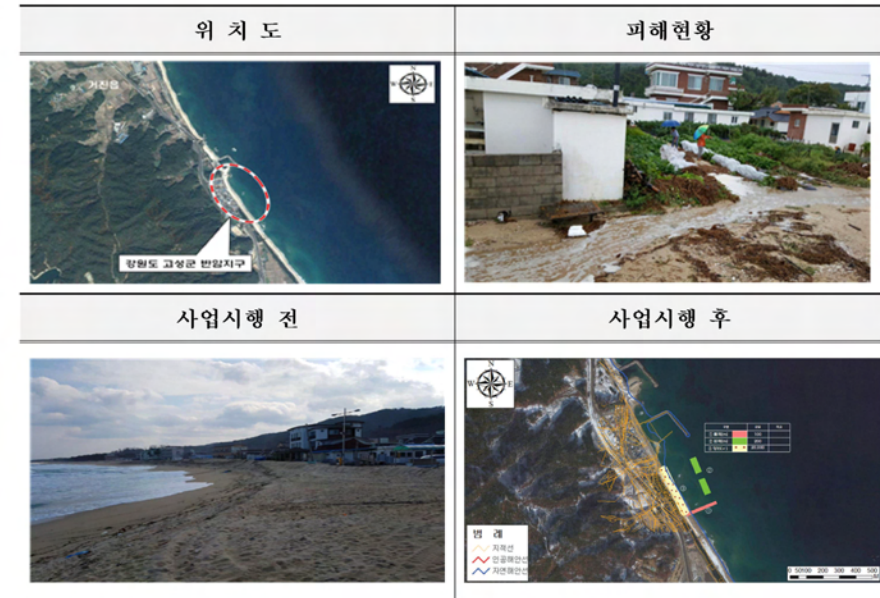 위 치 도
피해현황
거진읍
강원도 고성군 반암지구
사업시행 전
사업시행 후
N
W E
S
범 례
지적선
인공해안선
자연해안선
0 50100 200 300 400 500